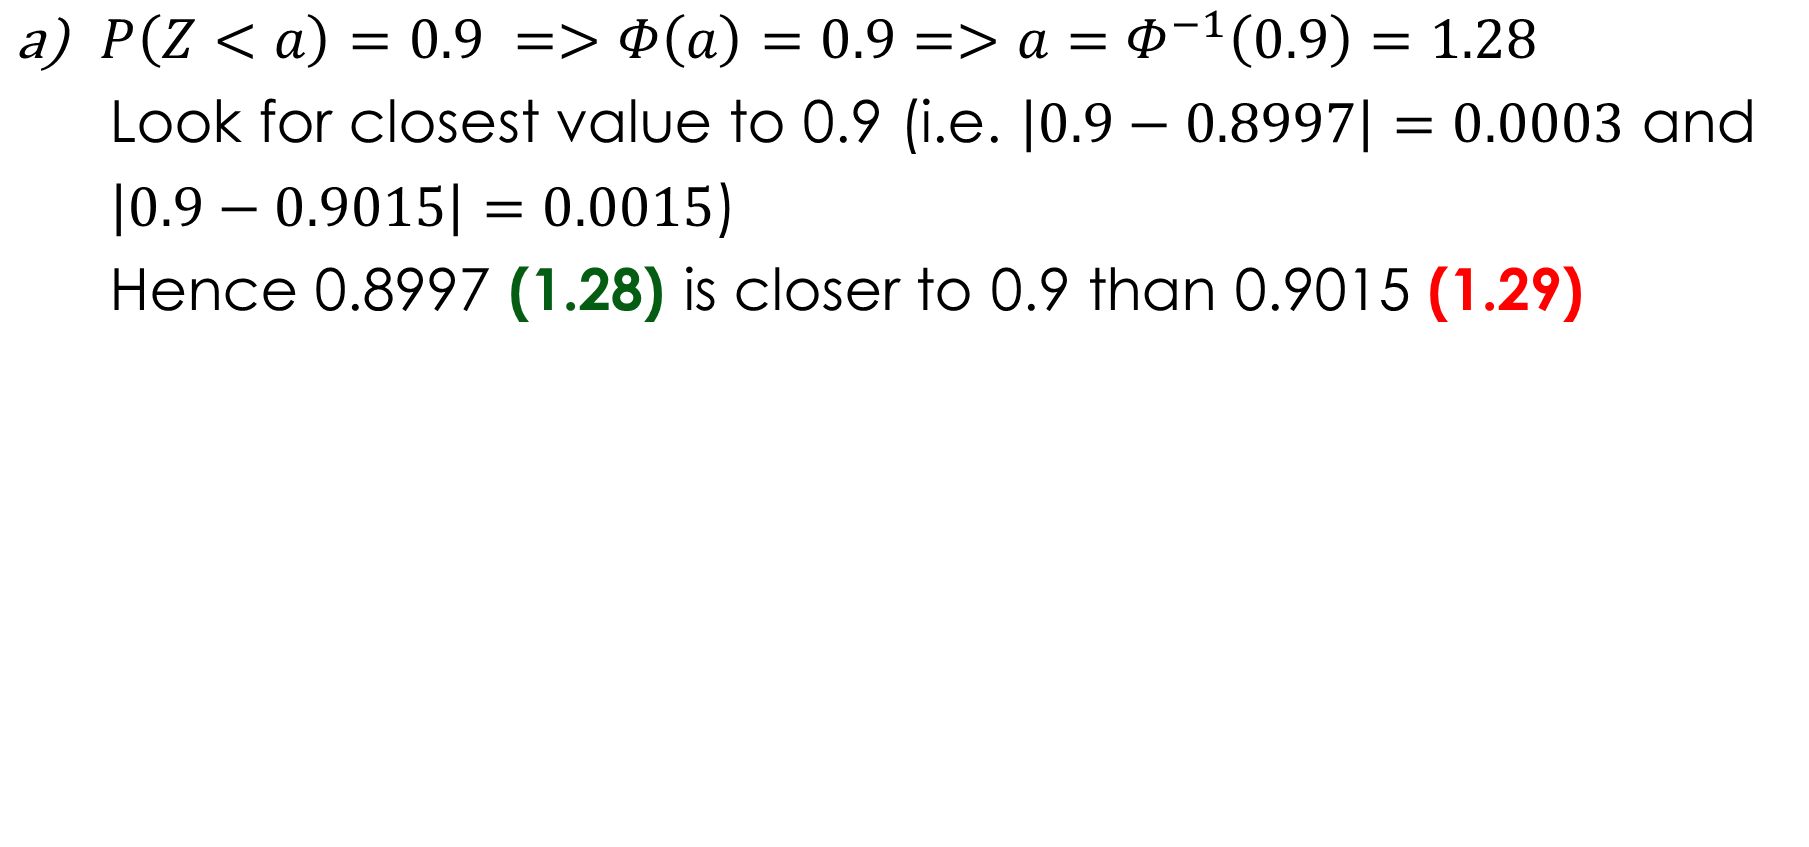 a) P(Z < a) = 0.9 => Φ(a) = 0.9 => a = Φ⁻¹(0.9) = 1.28
Look for closest value to 0.9 (i.e. |0.9 − 0.8997| = 0.0003 and
|0.9 − 0.9015| = 0.0015)
Hence 0.8997 (1.28) is closer to 0.9 than 0.9015 (1.29)